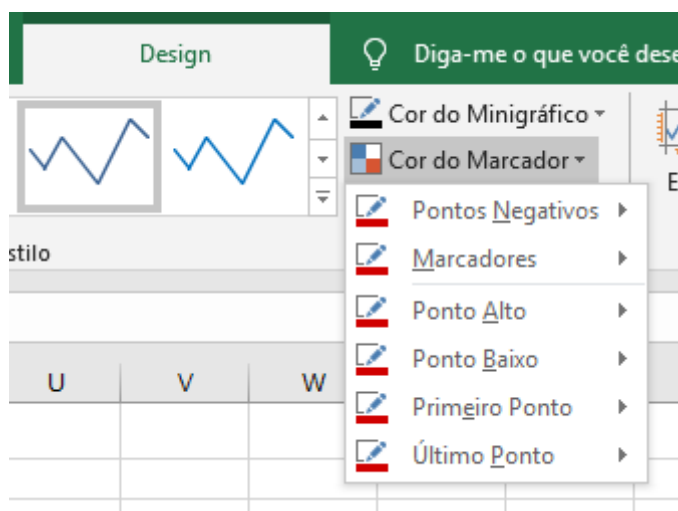 Design
Diga-me o que você dese
Cor do Minigráfico
Cor do Marcador
E
Pontos Negativos
stilo
Marcadores
Ponto Alto
Ponto Baixo
U V W
Primeiro Ponto
Último Ponto